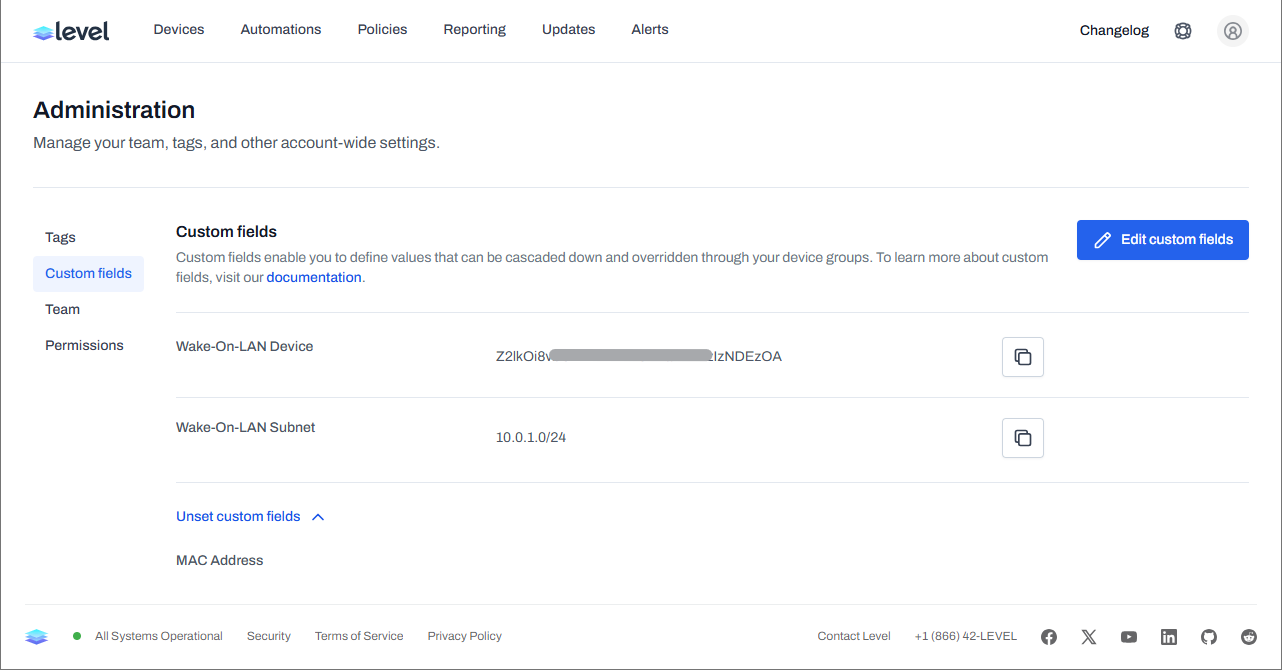 level
Devices
Automations
Policies
Reporting
Updates
Alerts
Changelog
Administration
Manage your team, tags, and other account-wide settings.
Tags
Custom fields
Team
Permissions
Custom fields
Edit custom fields
Custom fields enable you to define values that can be cascaded down and overridden through your device groups. To learn more about custom
fields, visit our documentation.
Wake-On-LAN Device
Wake-On-LAN Subnet
10.0.1.0/24
Unset custom fields
MAC Address
All Systems Operational
Security
Terms of Service
Privacy Policy
Contact Level
+1 (866) 42-LEVEL